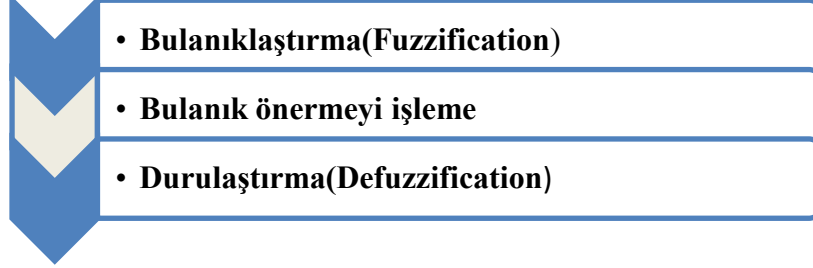 • Bulanıklaştırma(Fuzzification)
• Bulanık önermeyi işleme
• Durulaştırma(Defuzzification)